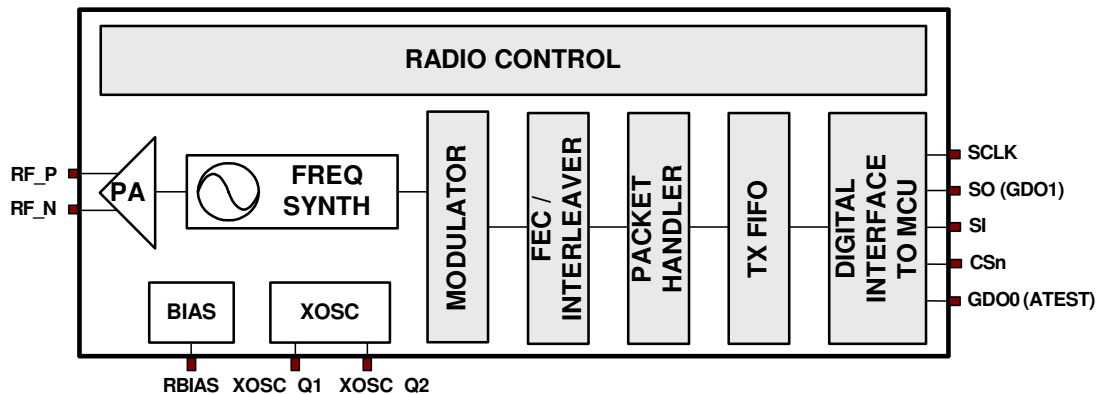 RADIO CONTROL
RF_P
RF_N
PA
FREQ
SYNTH
MODULATOR
FEC /
INTERLEAVER
PACKET
HANDLER
TX FIFO
DIGITAL
INTERFACE
TO MCU
SCLK
SO (GDO1)
SI
CSn
GDO0 (ATEST)
BIAS
XOSC
RBIAS
XOSC_Q1
XOSC_Q2